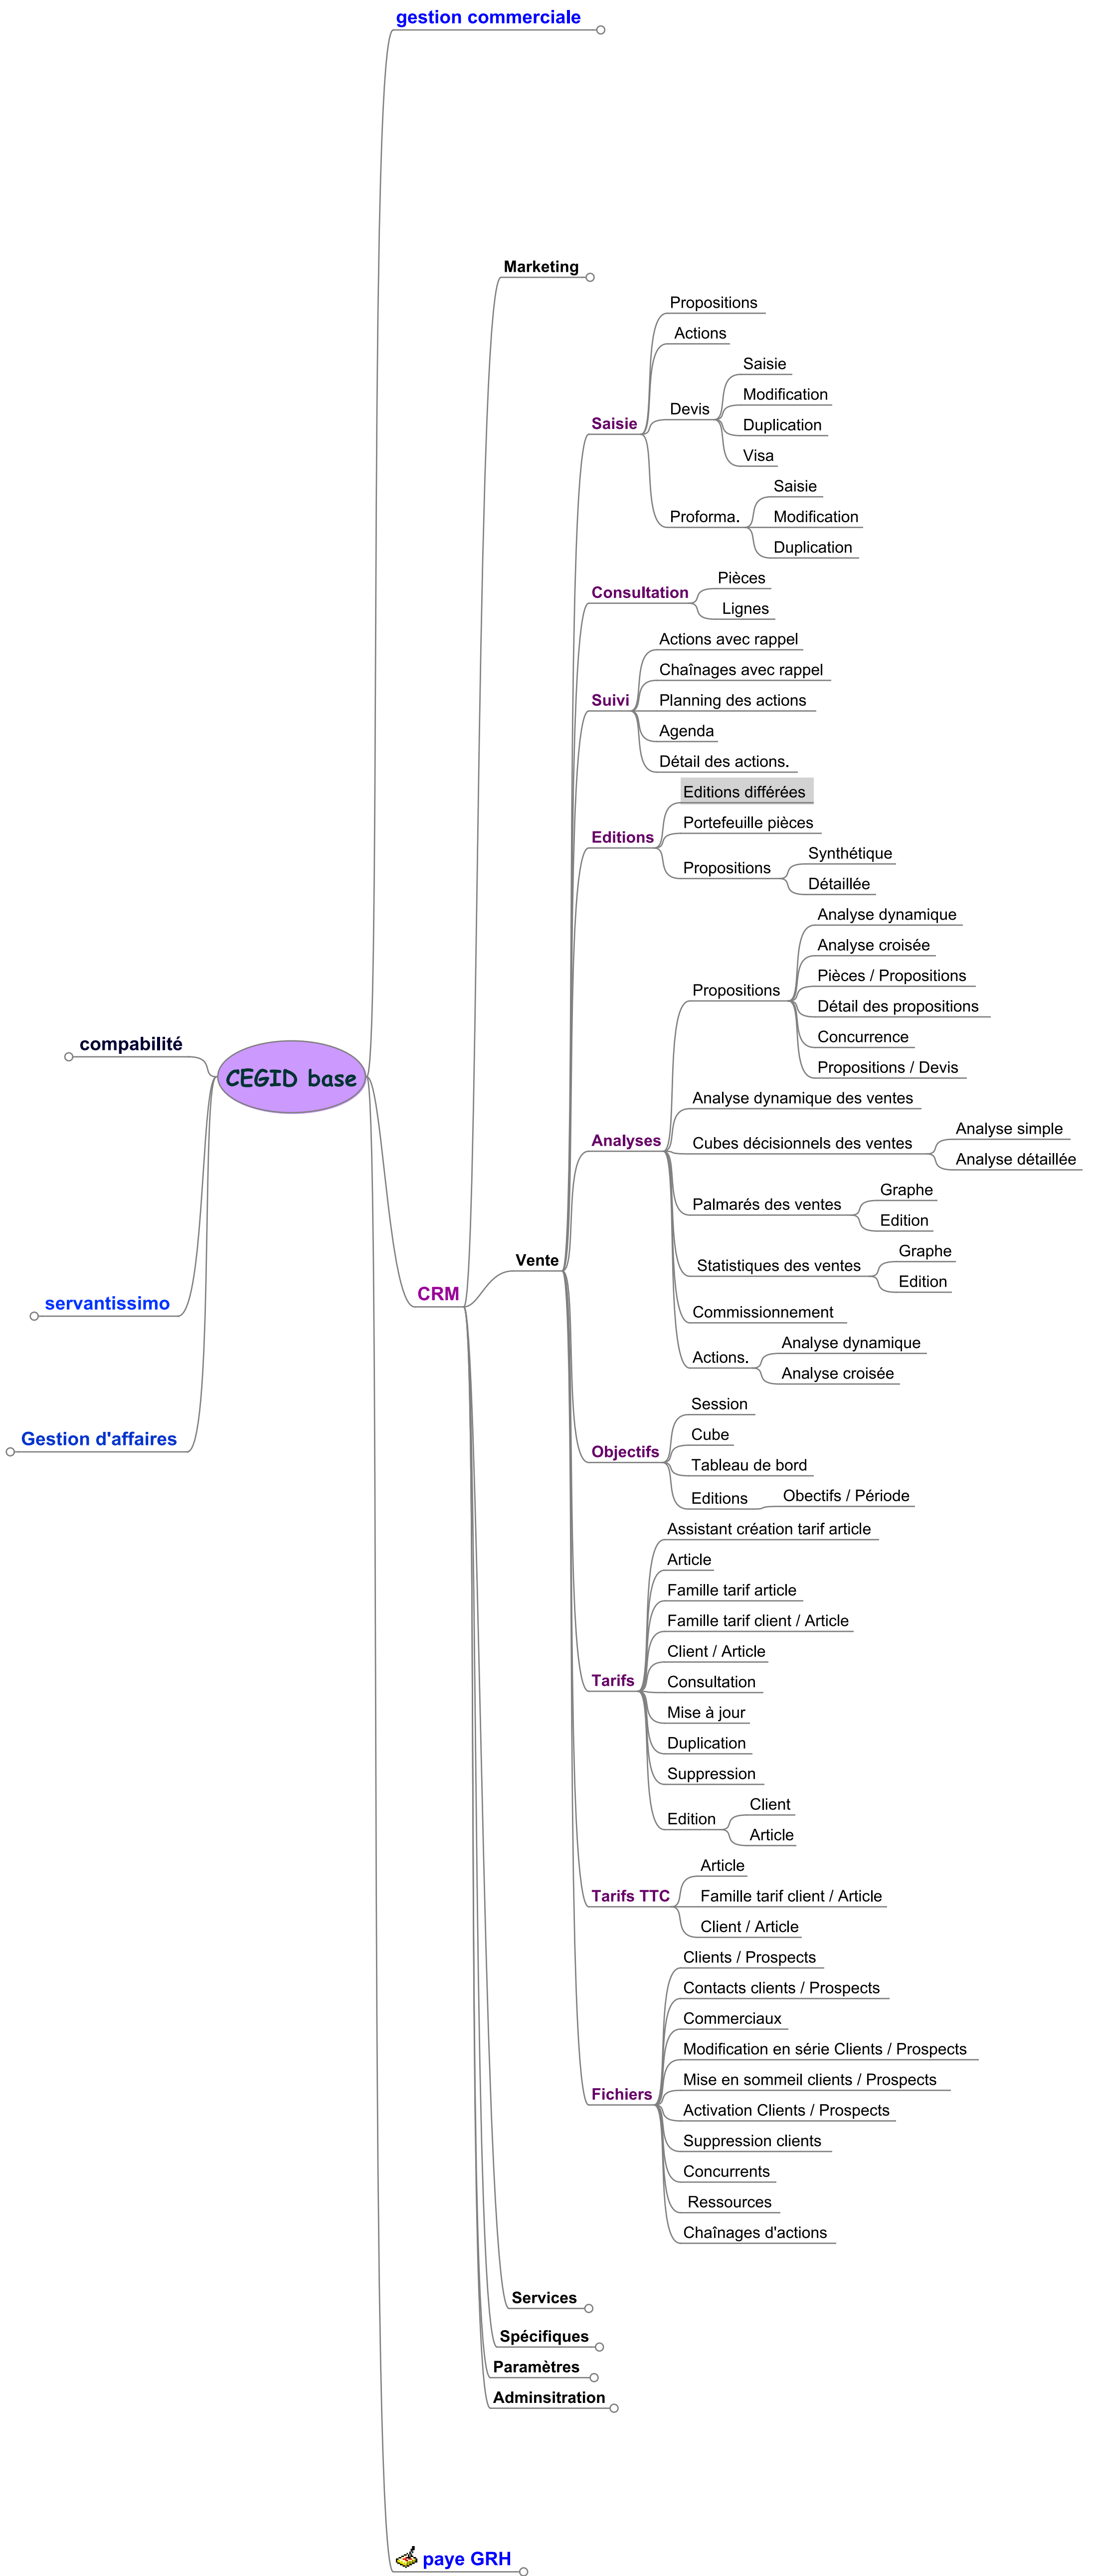 gestion commerciale
Marketing
Propositions
Actions
Saisie
Modification
Devis
Duplication
Saisie
Visa
Saisie
Proforma.
Modification
Duplication
Pièces
Consultation
Lignes
Actions avec rappel
Chaînages avec rappel
Suivi
Planning des actions
Agenda
Détail des actions.
Editions différées
Portefeuille pièces
Editions
Synthétique
Propositions
Détaillée
Analyse dynamique
Analyse croisée
Pièces / Propositions
Propositions
Détail des propositions
Concurrence
compabilité
Propositions / Devis
CEGID base
Analyse dynamique des ventes
Analyse simple
Analyses
Cubes décisionnels des ventes
Analyse détaillée
Graphe
Palmarés des ventes
Edition
Graphe
Vente
Statistiques des ventes
Edition
CRM
servantissimo
Commissionnement
Analyse dynamique
Actions.
Analyse croisée
Session
Cube
Gestion d'affaires
Objectifs
Tableau de bord
Editions
Obectifs / Période
Assistant création tarif article
Article
Famille tarif article
Famille tarif client / Article
Client / Article
Tarifs
Consultation
Mise à jour
Duplication
Suppression
Client
Edition
Article
Article
Tarifs TTC
Famille tarif client / Article
Client / Article
Clients / Prospects
Contacts clients / Prospects
Commerciaux
Modification en série Clients / Prospects
Mise en sommeil clients / Prospects
Fichiers
Activation Clients / Prospects
Suppression clients
Concurrents
Ressources
Chaînages d'actions
Services
Spécifiques
Paramètres
Adminsitration
paye GRH